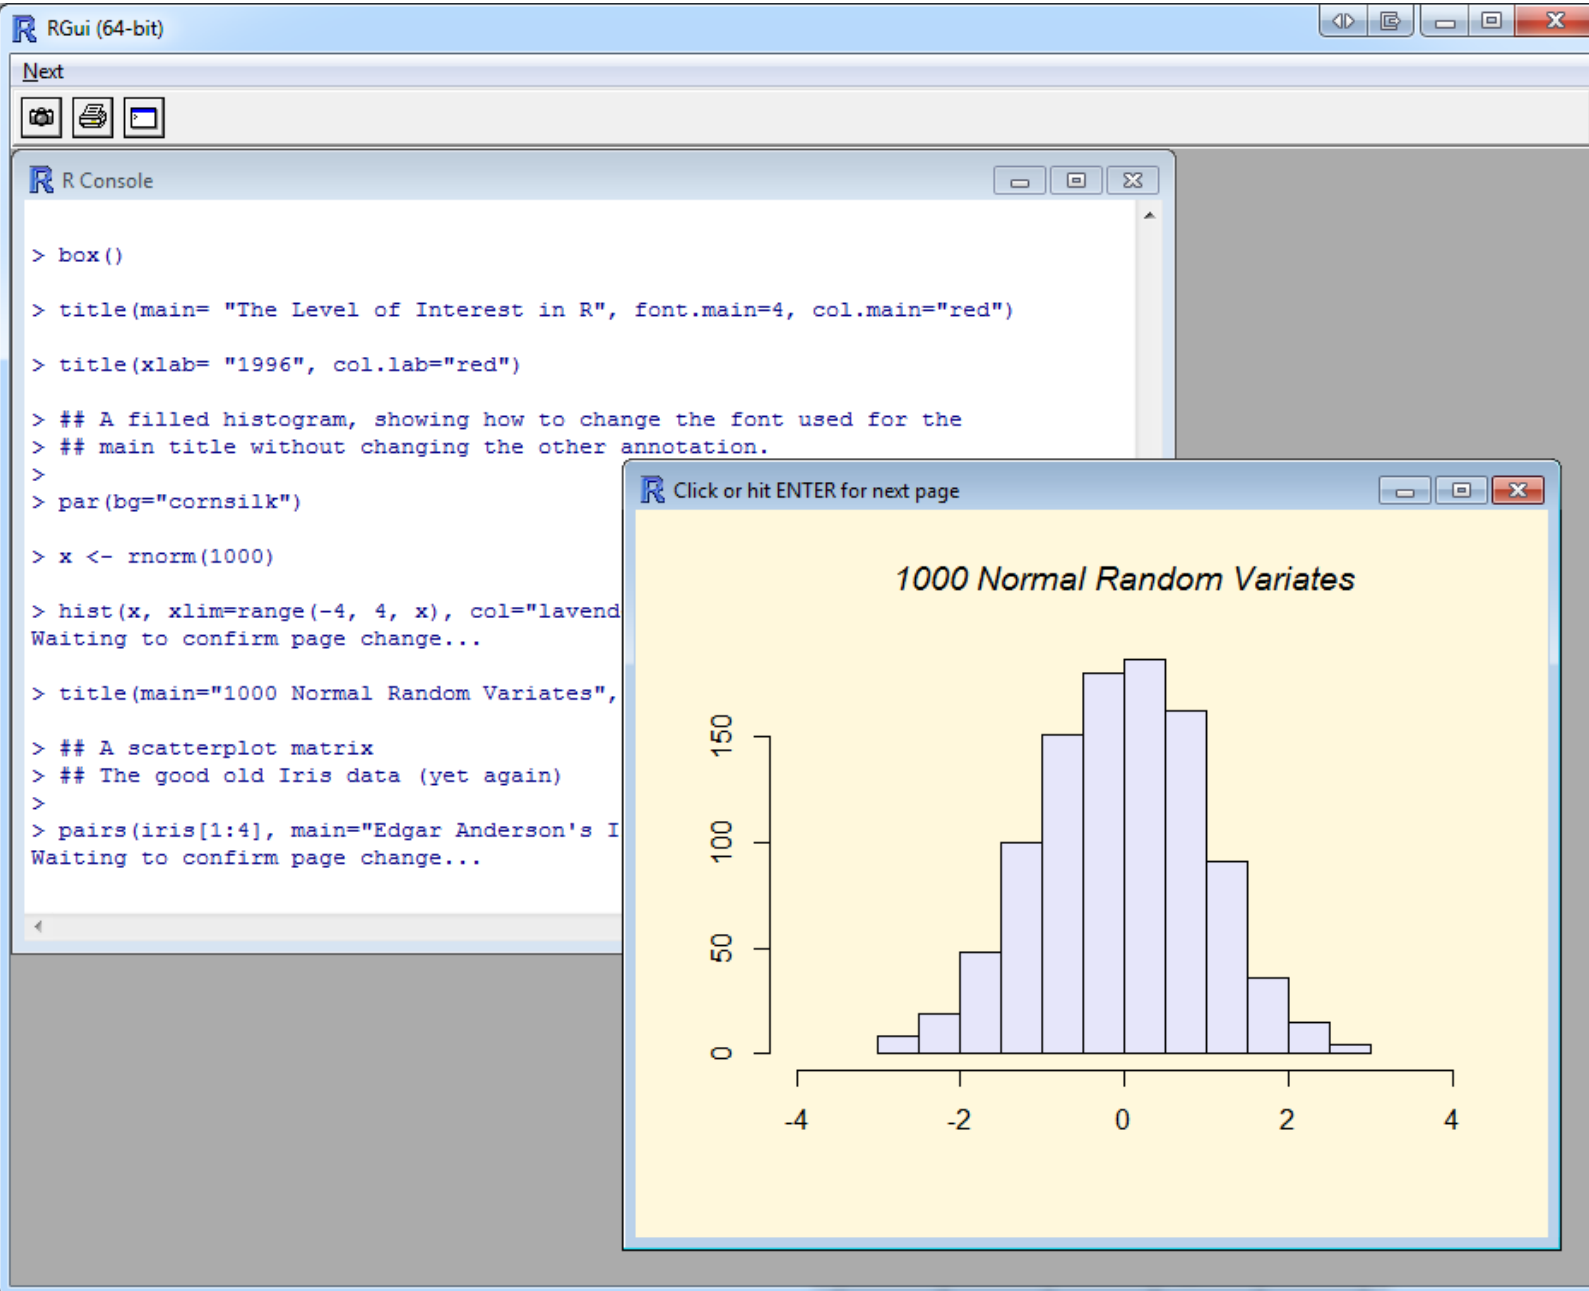 RGui (64-bit)
Next
R Console
> box()
> title(main= "The Level of Interest in R", font.main=4, col.main="red")
> title(xlab= "1996", col.lab="red")
> ## A filled histogram, showing how to change the font used for the
> ## main title without changing the other annotation.
>
> par(bg="cornsilk")
> x <- rnorm(1000)
> hist(x, xlim=range(-4, 4, x), col="lavend
Waiting to confirm page change...
> title(main="1000 Normal Random Variates",
> ## A scatterplot matrix
> ## The good old Iris data (yet again)
>
> pairs(iris[1:4], main="Edgar Anderson's I
Waiting to confirm page change...
Click or hit ENTER for next page
1000 Normal Random Variates
150
100
50
0
-4 -2 0 2 4